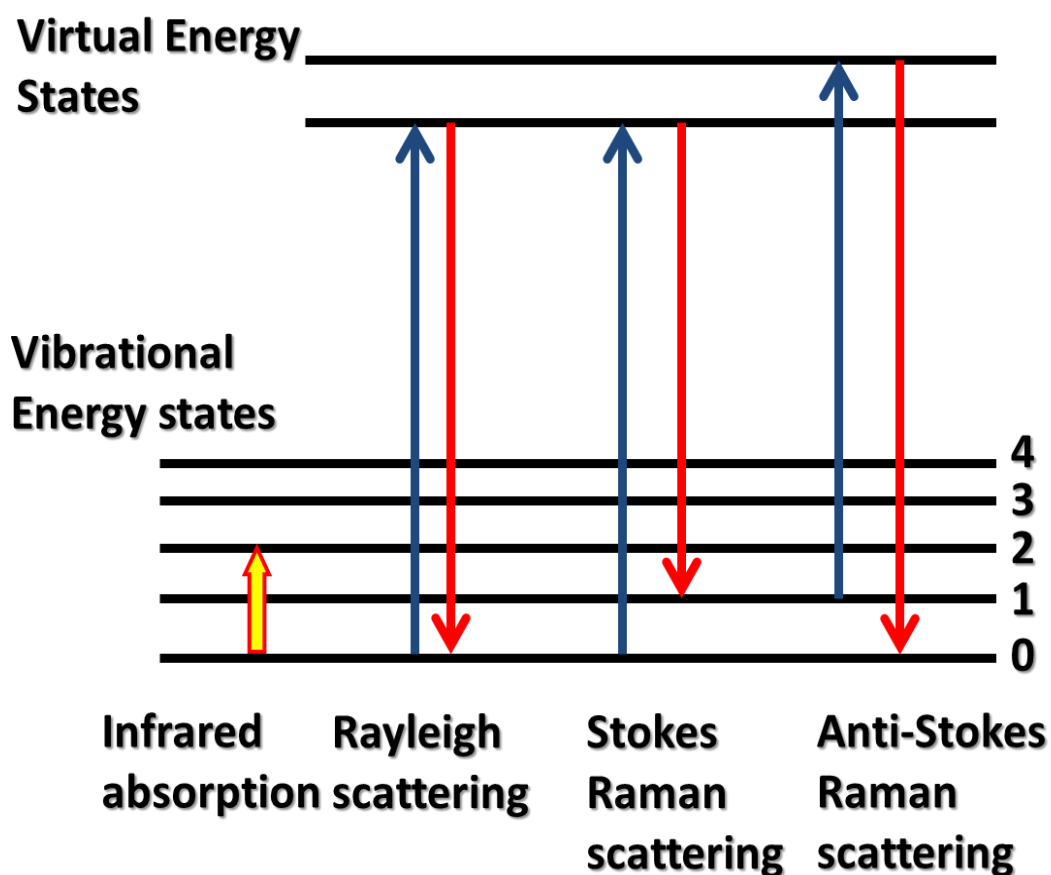 Virtual Energy
States
Vibrational
Energy states
4
3
2
1
0
Infrared
absorption
Rayleigh
scattering
Stokes
Raman
scattering
Anti-Stokes
Raman
scattering